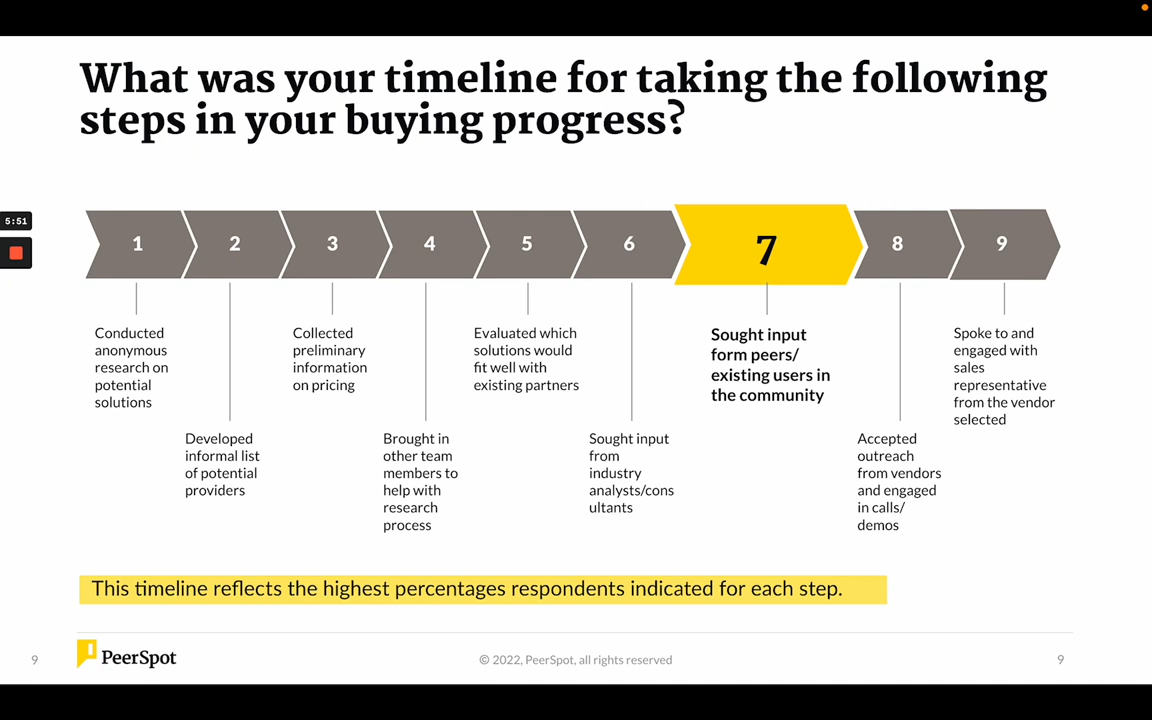 What was your timeline for taking the following
steps in your buying progress?
5:51
1
2
3
4
5
6
7
8
9
Conducted
anonymous
research on
potential
solutions
Developed
informal list
of potential
providers
Collected
preliminary
information
on pricing
Brought in
other team
members to
help with
research
process
Evaluated which
solutions would
fit well with
existing partners
Sought input
from
industry
analysts/cons
ultants
Sought input
form peers/
existing users in
the community
Accepted
outreach
from vendors
and engaged
in calls/
demos
Spoke to and
engaged with
sales
representative
from the vendor
selected
This timeline reflects the highest percentages respondents indicated for each step.
9
PeerSpot
© 2022, PeerSpot, all rights reserved
9